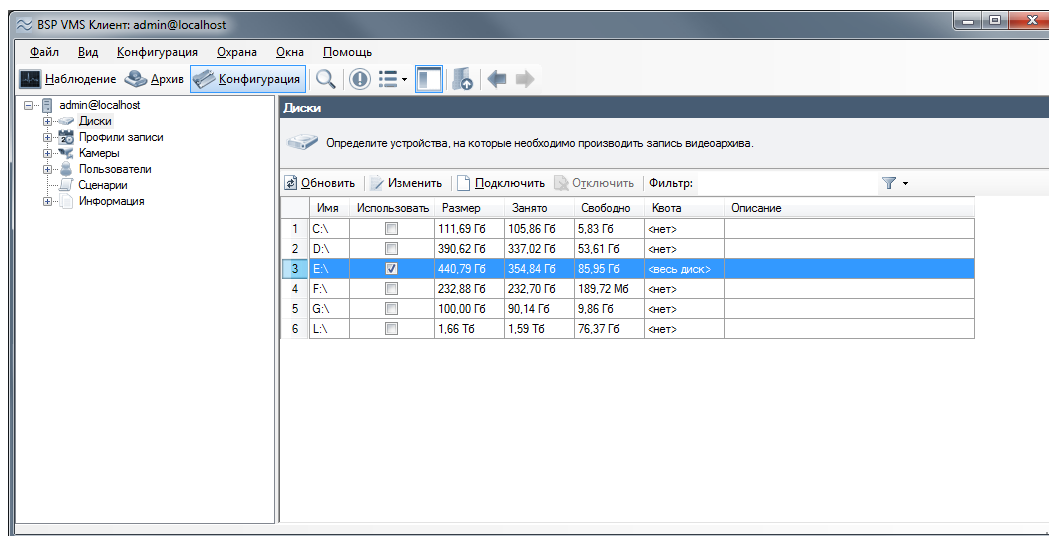 BSP VMS Клиент: admin@localhost
Файл Вид Конфигурация Охрана Окна Помощь
Наблюдение Архив Конфигурация
admin@localhost
Диски
Профили записи
Камеры
Пользователи
Сценарии
Информация
Диски
Определите устройства, на которые необходимо производить запись видеоархива.
Обновить Изменить Подключить Отключить Фильтр:
Имя Использовать Размер Занято Свободно Квота Описание
1 C:\ 111,69 Гб 105,86 Гб 5,83 Гб <нет>
2 D:\ 390,62 Гб 337,02 Гб 53,61 Гб <нет>
3 E:\ 440,79 Гб 354,84 Гб 85,95 Гб <весь диск>
4 F:\ 232,88 Гб 232,70 Гб 189,72 Мб <нет>
5 G:\ 100,00 Гб 90,14 Гб 9,86 Гб <нет>
6 L:\ 1,66 Тб 1,59 Тб 76,37 Гб <нет>